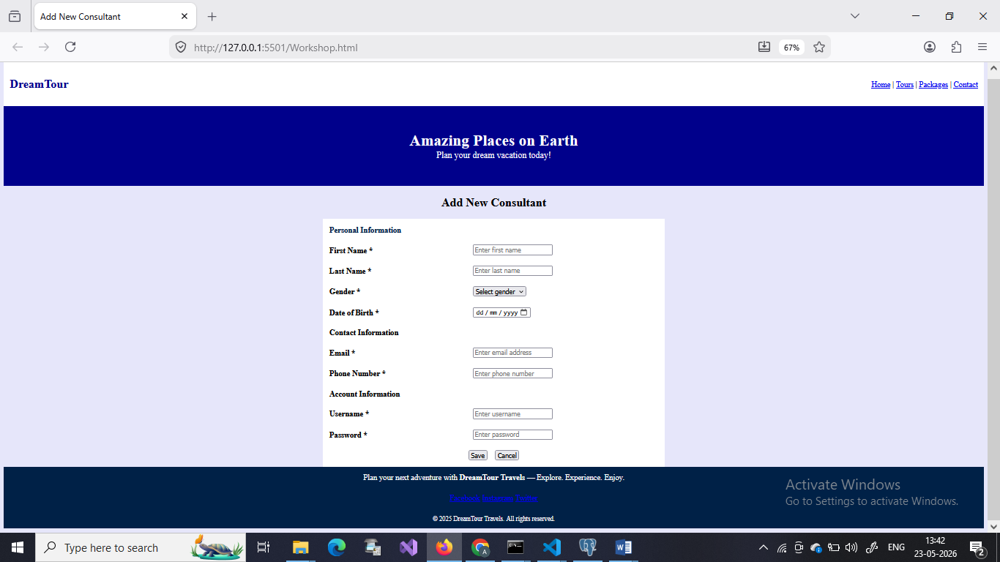 Add New Consultant
http://127.0.0.1:5501/Workshop.html
67%
DreamTour
Home | Tours | Packages | Contact
Amazing Places on Earth
Plan your dream vacation today!
Add New Consultant
Personal Information
First Name * Enter first name
Last Name * Enter last name
Gender * Select gender
Date of Birth * dd / mm / yyyy
Contact Information
Email * Enter email address
Phone Number * Enter phone number
Account Information
Username * Enter username
Password * Enter password
Save Cancel
Plan your next adventure with DreamTour Travels — Explore. Experience. Enjoy.
© 2025 DreamTour Travels. All rights reserved.
Activate Windows
Go to Settings to activate Windows.
Type here to search
ENG
13:42
23-05-2026
2